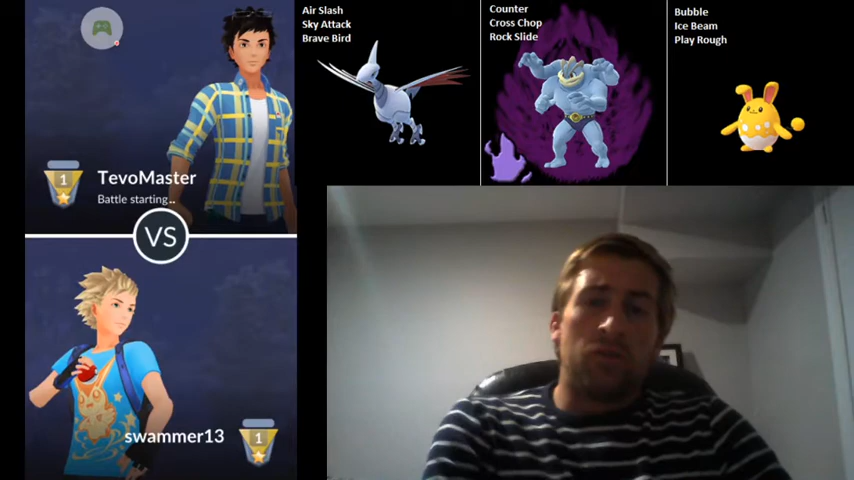 Air Slash
Sky Attack
Brave Bird
Counter
Cross Chop
Rock Slide
Bubble
Ice Beam
Play Rough
1
TevoMaster
Battle starting..
VS
swammer13
1